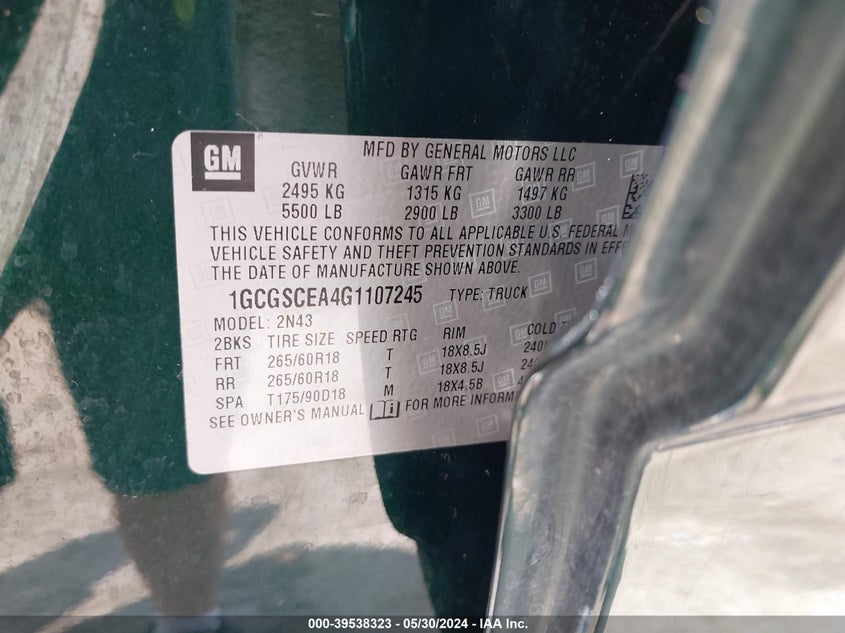 GM
MFD BY GENERAL MOTORS LLC
GVWR GAWR FRT GAWR RR
2495 KG 1315 KG 1497 KG
5500 LB 2900 LB 3300 LB
THIS VEHICLE CONFORMS TO ALL APPLICABLE U.S. FEDERAL
VEHICLE SAFETY AND THEFT PREVENTION STANDARDS IN EFFE
THE DATE OF MANUFACTURE SHOWN ABOVE.
1GCGSCEA4G1107245 TYPE: TRUCK
MODEL: 2N43
2BKS TIRE SIZE SPEED RTG RIM COLD
FRT 265/60R18 T 18X8.5J 240
RR 265/60R18 T 18X8.5J
SPA T175/90D18 M 18X4.5B
SEE OWNER'S MANUAL FOR MORE INFORM
000-39538323 - 05/30/2024 - IAA Inc.